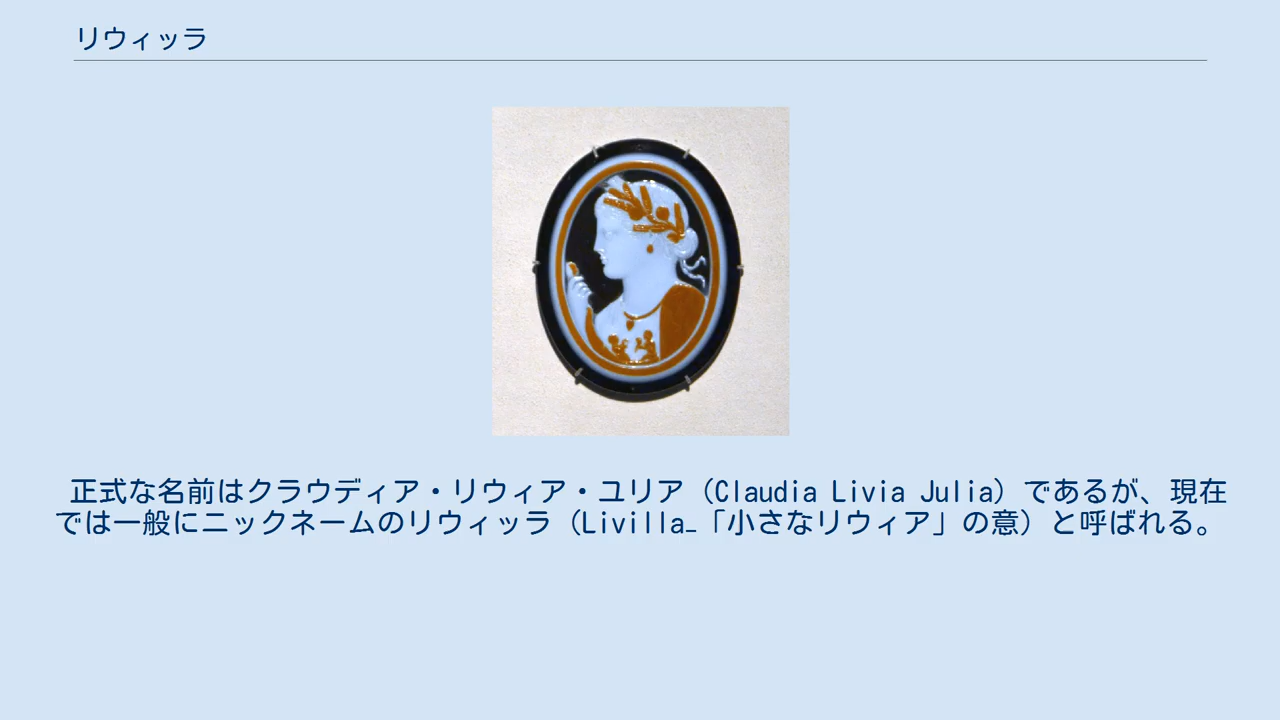 リウィッラ
正式な名前はクラウディア・リウィア・ユリア（Claudia Livia Julia）であるが、現在
では一般にニックネームのリウィッラ（Livilla_「小さなリウィア」の意）と呼ばれる。